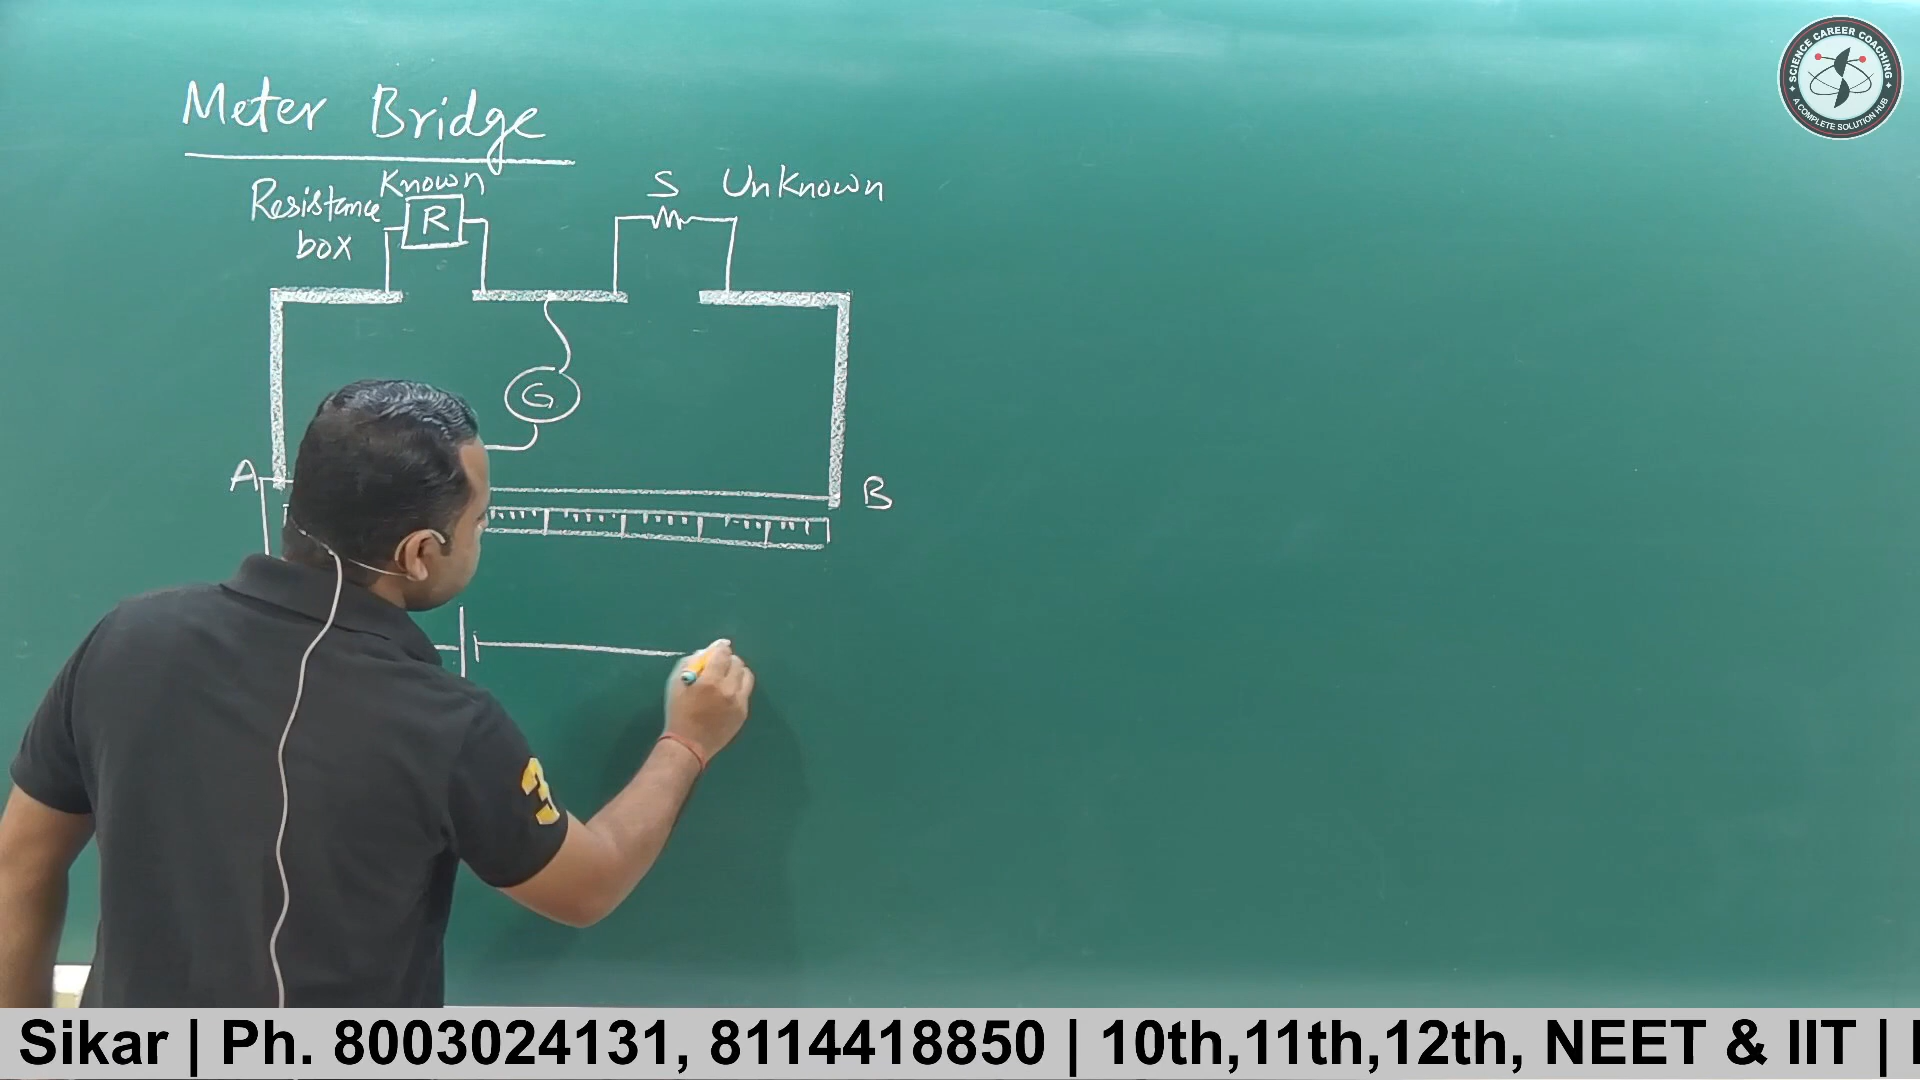 Meter Bridge
Known
Resistance
box
R
S
UnKnown
G
A
B
3
SCIENCE CAREER COACHING
A COMPLETE SOLUTION HUB
Sikar | Ph. 8003024131, 8114418850 | 10th,11th,12th, NEET & IIT |